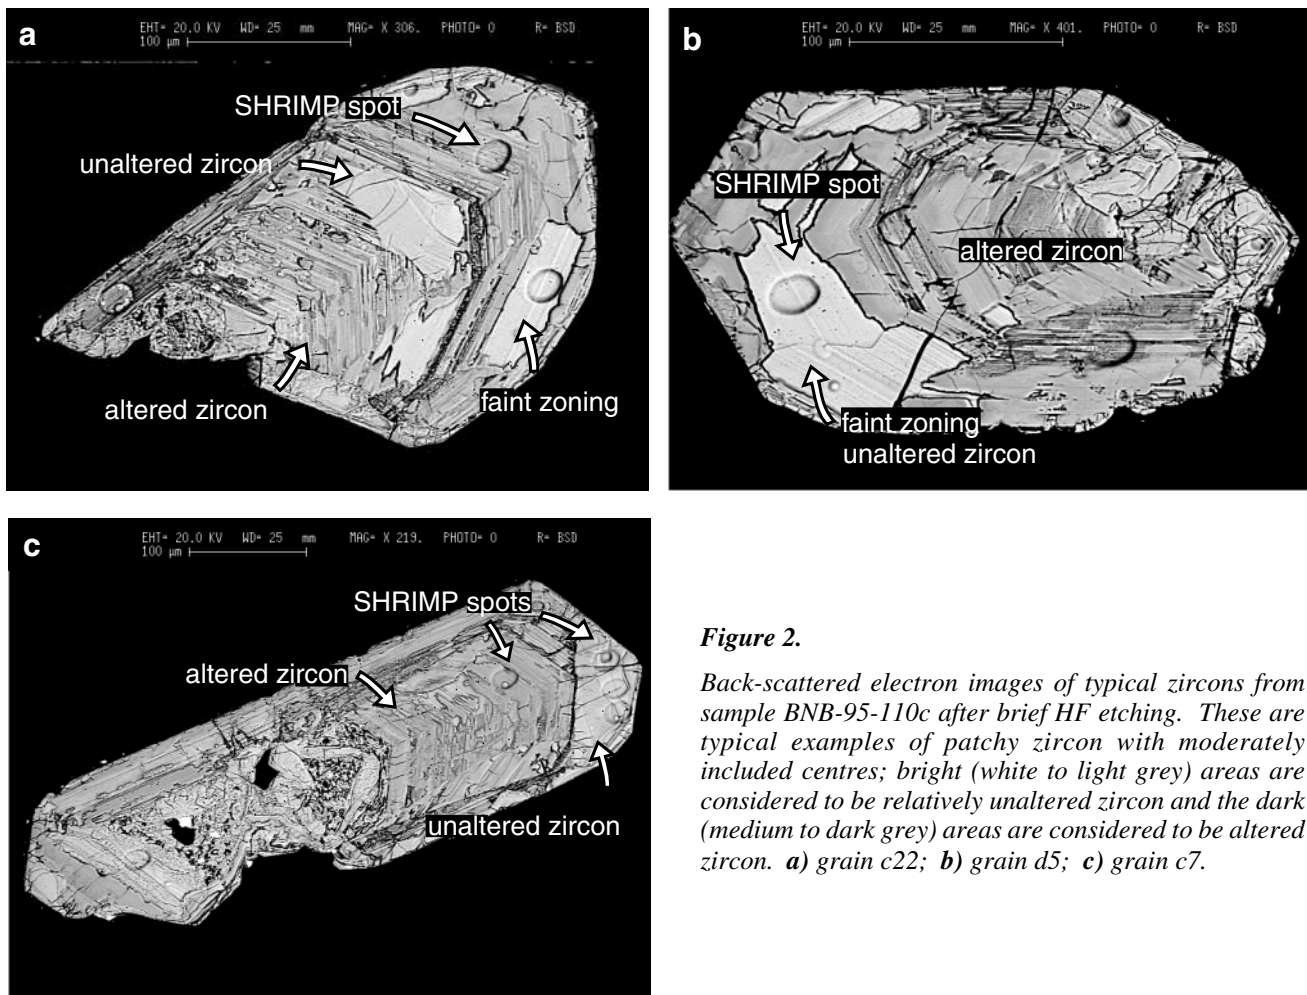 a
EHT= 20.0 KV WD= 25 mm MAG= X 306. PHOTO= 0 R= BSD
100 µm
SHRIMP spot
unaltered zircon
altered zircon
faint zoning
b
EHT= 20.0 KV WD= 25 mm MAG= X 401. PHOTO= 0 R= BSD
100 µm
SHRIMP spot
altered zircon
faint zoning
unaltered zircon
c
EHT= 20.0 KV WD= 25 mm MAG= X 219. PHOTO= 0 R= BSD
100 µm
SHRIMP spots
altered zircon
unaltered zircon
Figure 2.
Back-scattered electron images of typical zircons from
sample BNB-95-110c after brief HF etching. These are
typical examples of patchy zircon with moderately
included centres; bright (white to light grey) areas are
considered to be relatively unaltered zircon and the dark
(medium to dark grey) areas are considered to be altered
zircon. a) grain c22; b) grain d5; c) grain c7.